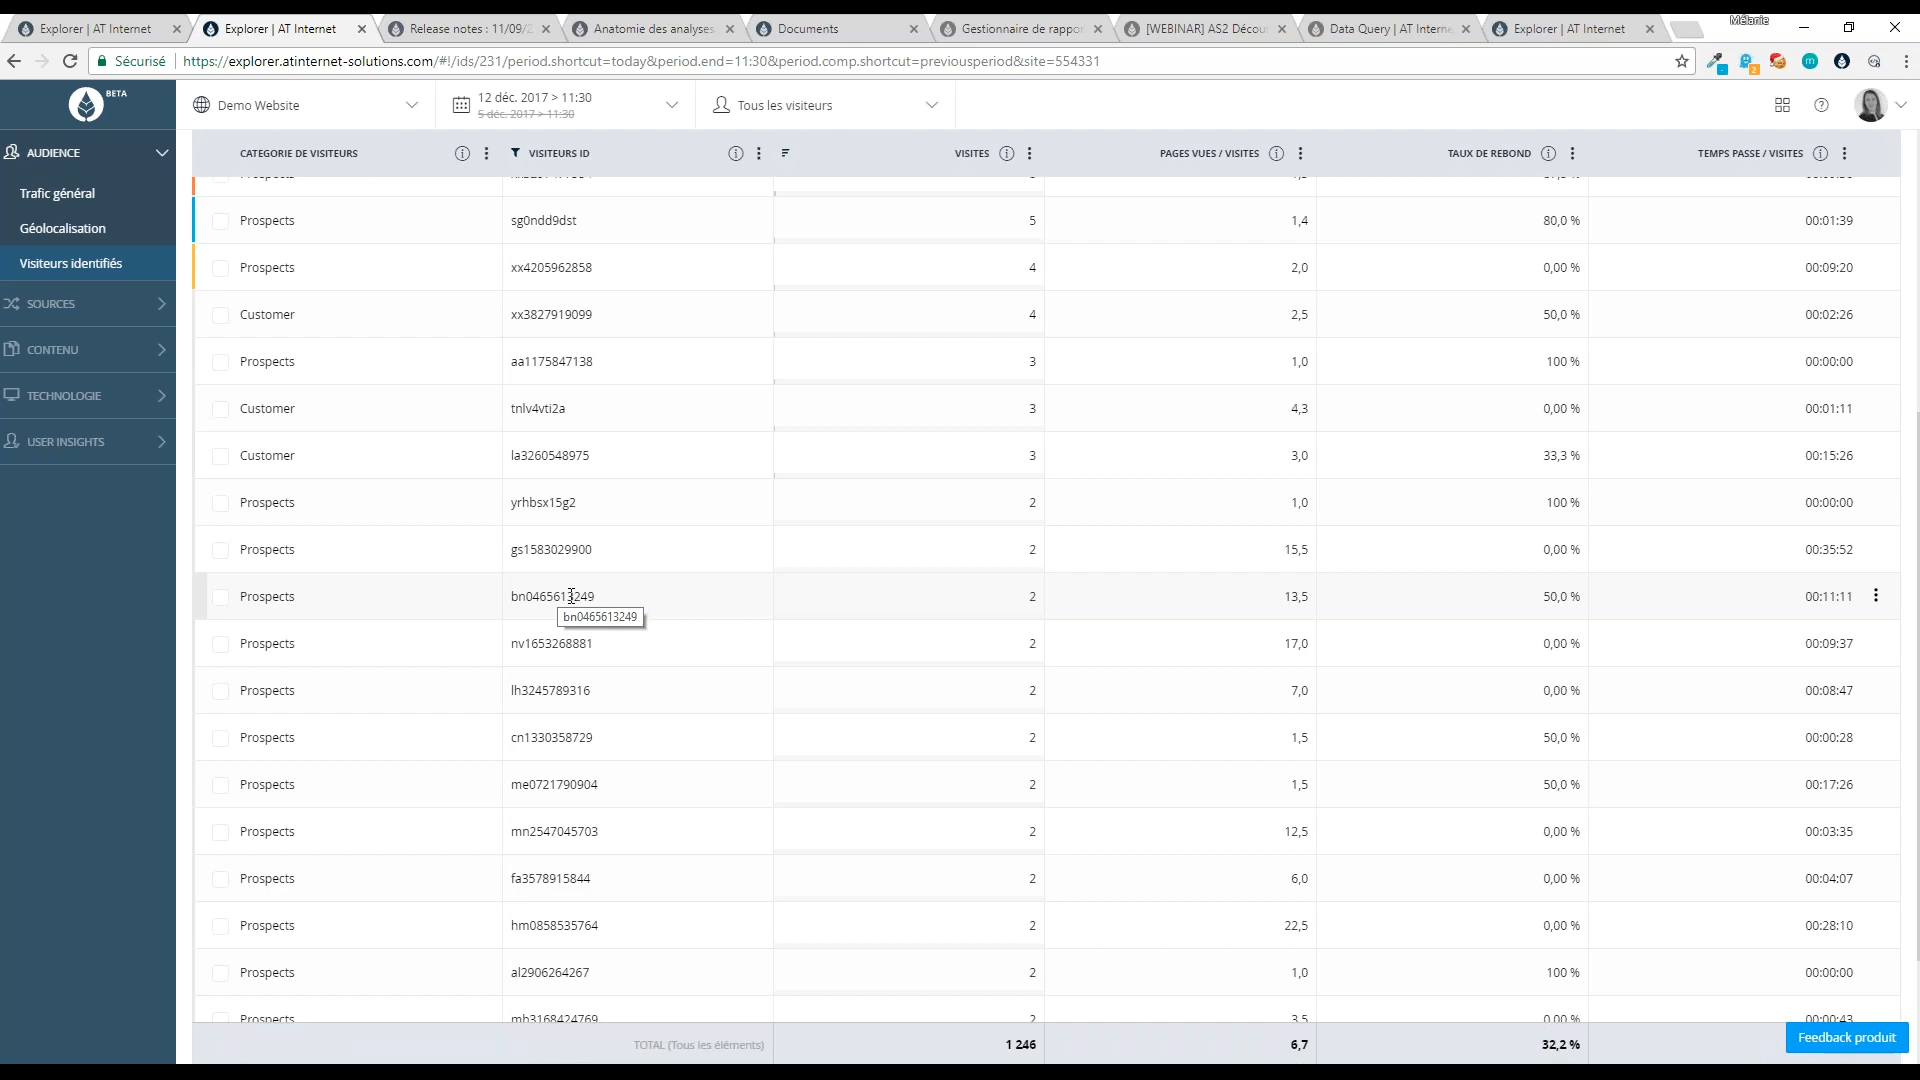 Mélanie
Explorer | AT Internet
Explorer | AT Internet
Release notes : 11/09/2
Anatomie des analyses
Documents
Gestionnaire de rappor
[WEBINAR] AS2 Décou
Data Query | AT Interne
Explorer | AT Internet
Sécurisé
https://explorer.atinternet-solutions.com/#!/ids/231/period.shortcut=today&period.end=11:30&period.comp.shortcut=previousperiod&site=554331
BETA
Demo Website
12 déc. 2017 > 11:30
5 déc. 2017 > 11:30
Tous les visiteurs
AUDIENCE
Trafic général
Géolocalisation
Visiteurs identifiés
SOURCES
CONTENU
TECHNOLOGIE
USER INSIGHTS
CATEGORIE DE VISITEURS VISITEURS ID VISITES PAGES VUES / VISITES TAUX DE REBOND TEMPS PASSE / VISITES
Prospects sg0ndd9dst 5 1,4 80,0 % 00:01:39
Prospects xx4205962858 4 2,0 0,00 % 00:09:20
Customer xx3827919099 4 2,5 50,0 % 00:02:26
Prospects aa1175847138 3 1,0 100 % 00:00:00
Customer tnlv4vti2a 3 4,3 0,00 % 00:01:11
Customer la3260548975 3 3,0 33,3 % 00:15:26
Prospects yrhbsx15g2 2 1,0 100 % 00:00:00
Prospects gs1583029900 2 15,5 0,00 % 00:35:52
Prospects bn0465613249 2 13,5 50,0 % 00:11:11
bn0465613249
Prospects nv1653268881 2 17,0 0,00 % 00:09:37
Prospects lh3245789316 2 7,0 0,00 % 00:08:47
Prospects cn1330358729 2 1,5 50,0 % 00:00:28
Prospects me0721790904 2 1,5 50,0 % 00:17:26
Prospects mn2547045703 2 12,5 0,00 % 00:03:35
Prospects fa3578915844 2 6,0 0,00 % 00:04:07
Prospects hm0858535764 2 22,5 0,00 % 00:28:10
Prospects al2906264267 2 1,0 100 % 00:00:00
Prospects mh3168424769 2 3,5 0,00 % 00:00:43
TOTAL (Tous les éléments) 1 246 6,7 32,2 %
Feedback produit